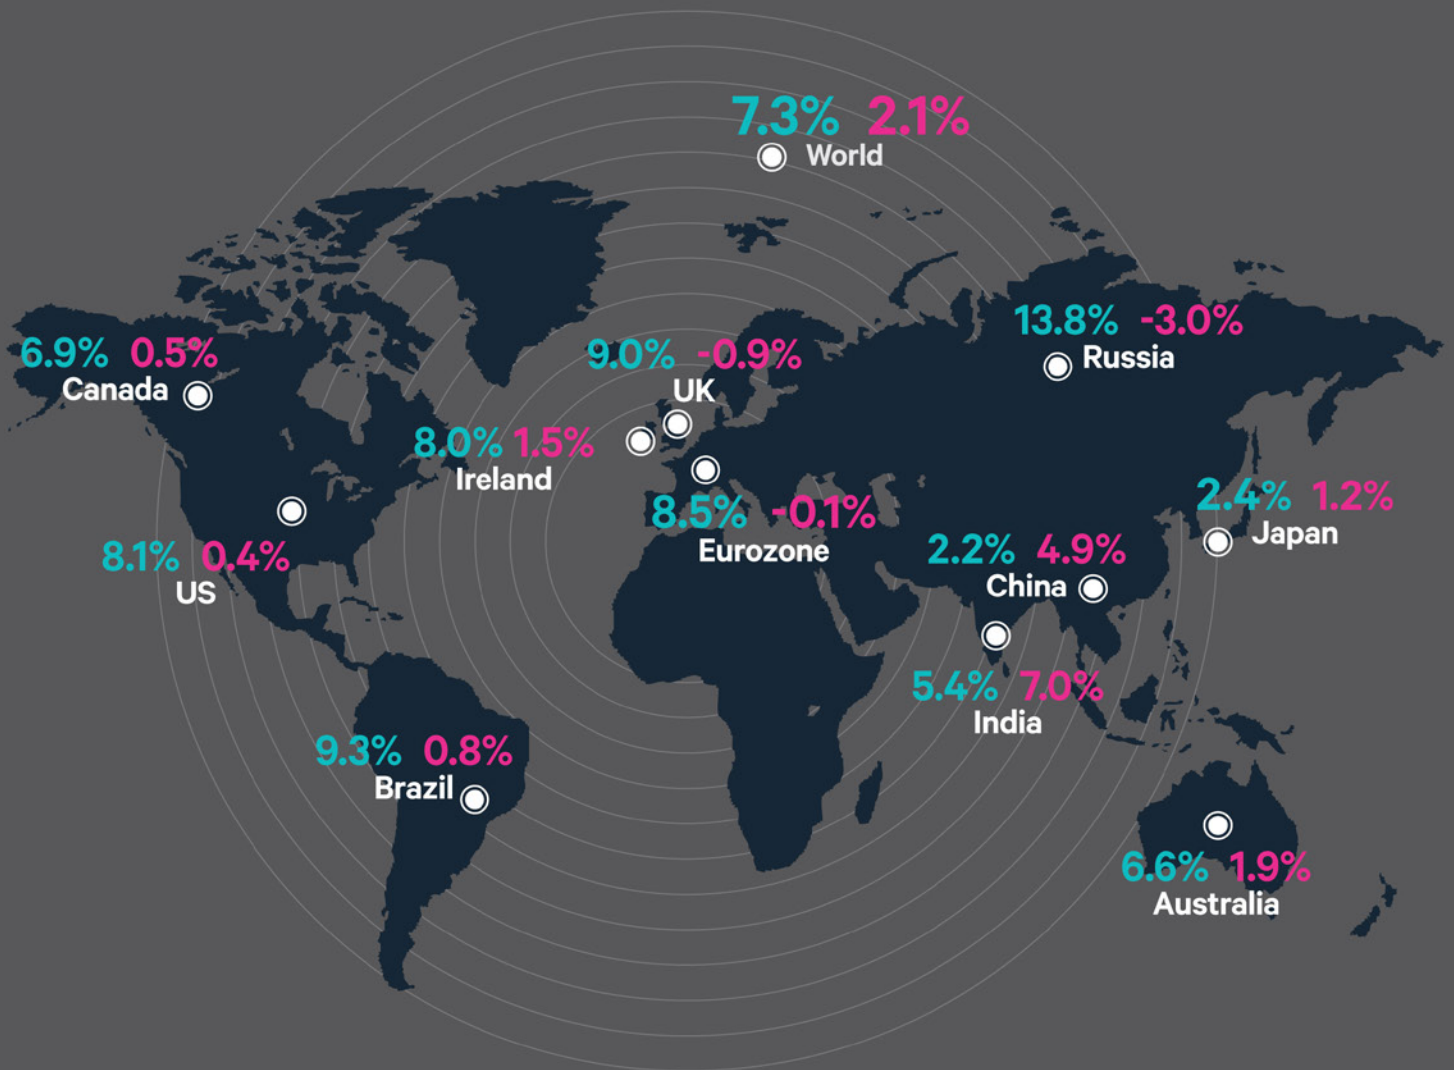 7.3% 2.1%
World
13.8% -3.0%
Russia
6.9% 0.5%
Canada
9.0% -0.9%
UK
8.0% 1.5%
Ireland
8.5% -0.1%
Eurozone
2.4% 1.2%
Japan
8.1% 0.4%
US
2.2% 4.9%
China
5.4% 7.0%
India
9.3% 0.8%
Brazil
6.6% 1.9%
Australia